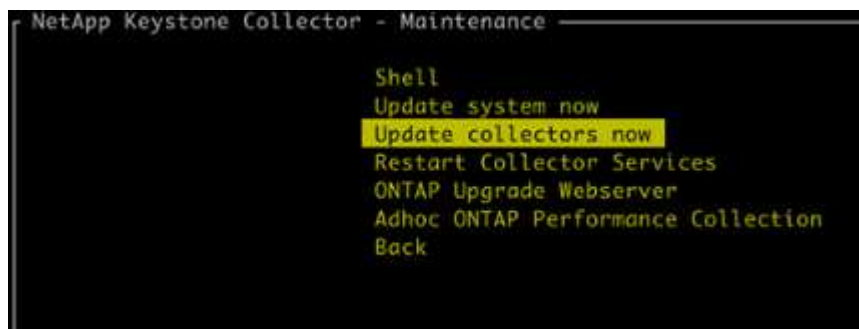 NetApp Keystone Collector - Maintenance
Shell
Update system now
Update collectors now
Restart Collector Services
ONTAP Upgrade Webserver
Adhoc ONTAP Performance Collection
Back